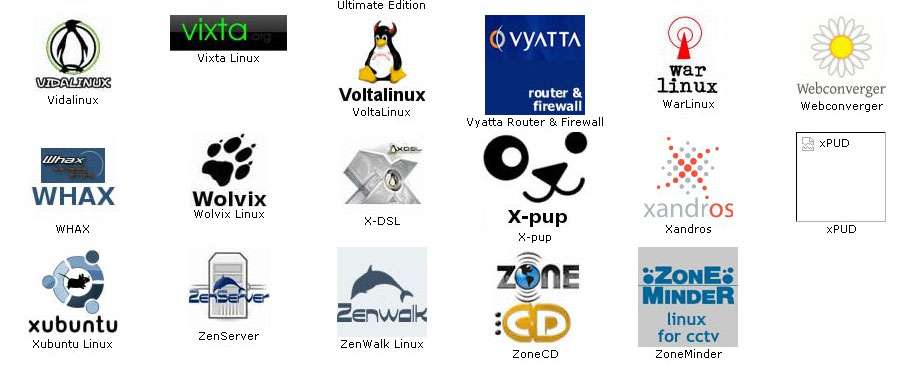 Ultimate Edition
VIDALINUX
Vidalinux
vixta.org
Vixta Linux
Voltalinux
VoltaLinux
VYATTA
router &
firewall
Vyatta Router & Firewall
war
linux
WarLinux
Webconverger
Webconverger
Whax
WHAX
WHAX
Wolvix
Wolvix Linux
XDSL
X-DSL
X-pup
X-pup
xandros
Xandros
xPUD
xPUD
xubuntu
Xubuntu Linux
ZenServer
ZenServer
Zenwalk
ZenWalk Linux
ZONE
CD
ZoneCD
ZONE
MINDER
linux
for cctv
ZoneMinder